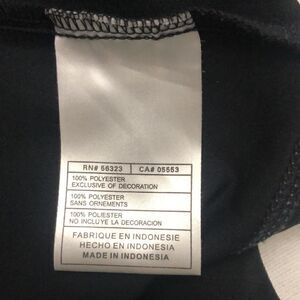 RN# 56323 CA# 05553
100% POLYESTER
EXCLUSIVE OF DECORATION
100% POLYESTER
SANS ORNEMENTS
100% POLIESTER
NO INCLUYE LA DECORACION
FABRIQUE EN INDONESIE
HECHO EN INDONESIA
MADE IN INDONESIA